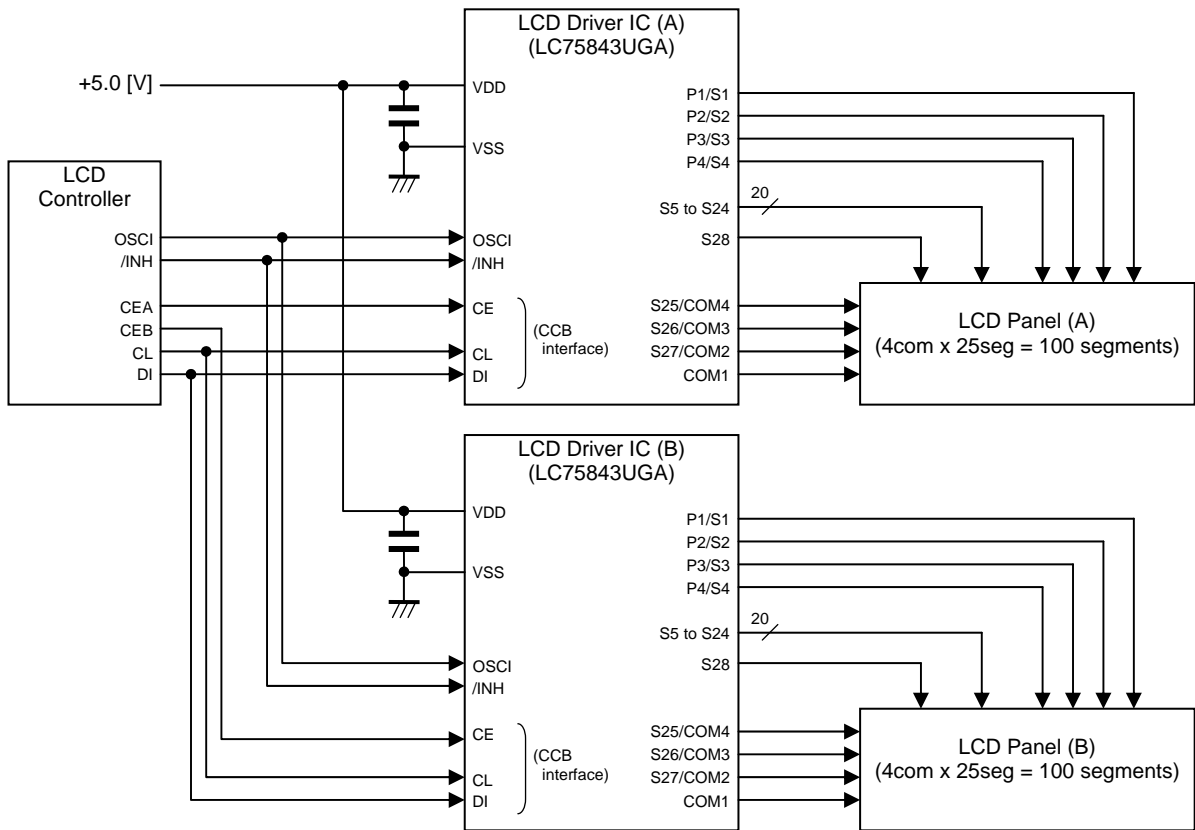 LCD Driver IC (A)
(LC75843UGA)
+5.0 [V]
VDD
VSS
P1/S1
P2/S2
P3/S3
P4/S4
20
S5 to S24
S28
LCD
Controller
OSCI
/INH
CEA
CEB
CL
DI
OSCI
/INH
CE
CL
DI
(CCB
interface)
S25/COM4
S26/COM3
S27/COM2
COM1
LCD Panel (A)
(4com x 25seg = 100 segments)
LCD Driver IC (B)
(LC75843UGA)
VDD
VSS
P1/S1
P2/S2
P3/S3
P4/S4
20
S5 to S24
S28
OSCI
/INH
CE
CL
DI
(CCB
interface)
S25/COM4
S26/COM3
S27/COM2
COM1
LCD Panel (B)
(4com x 25seg = 100 segments)